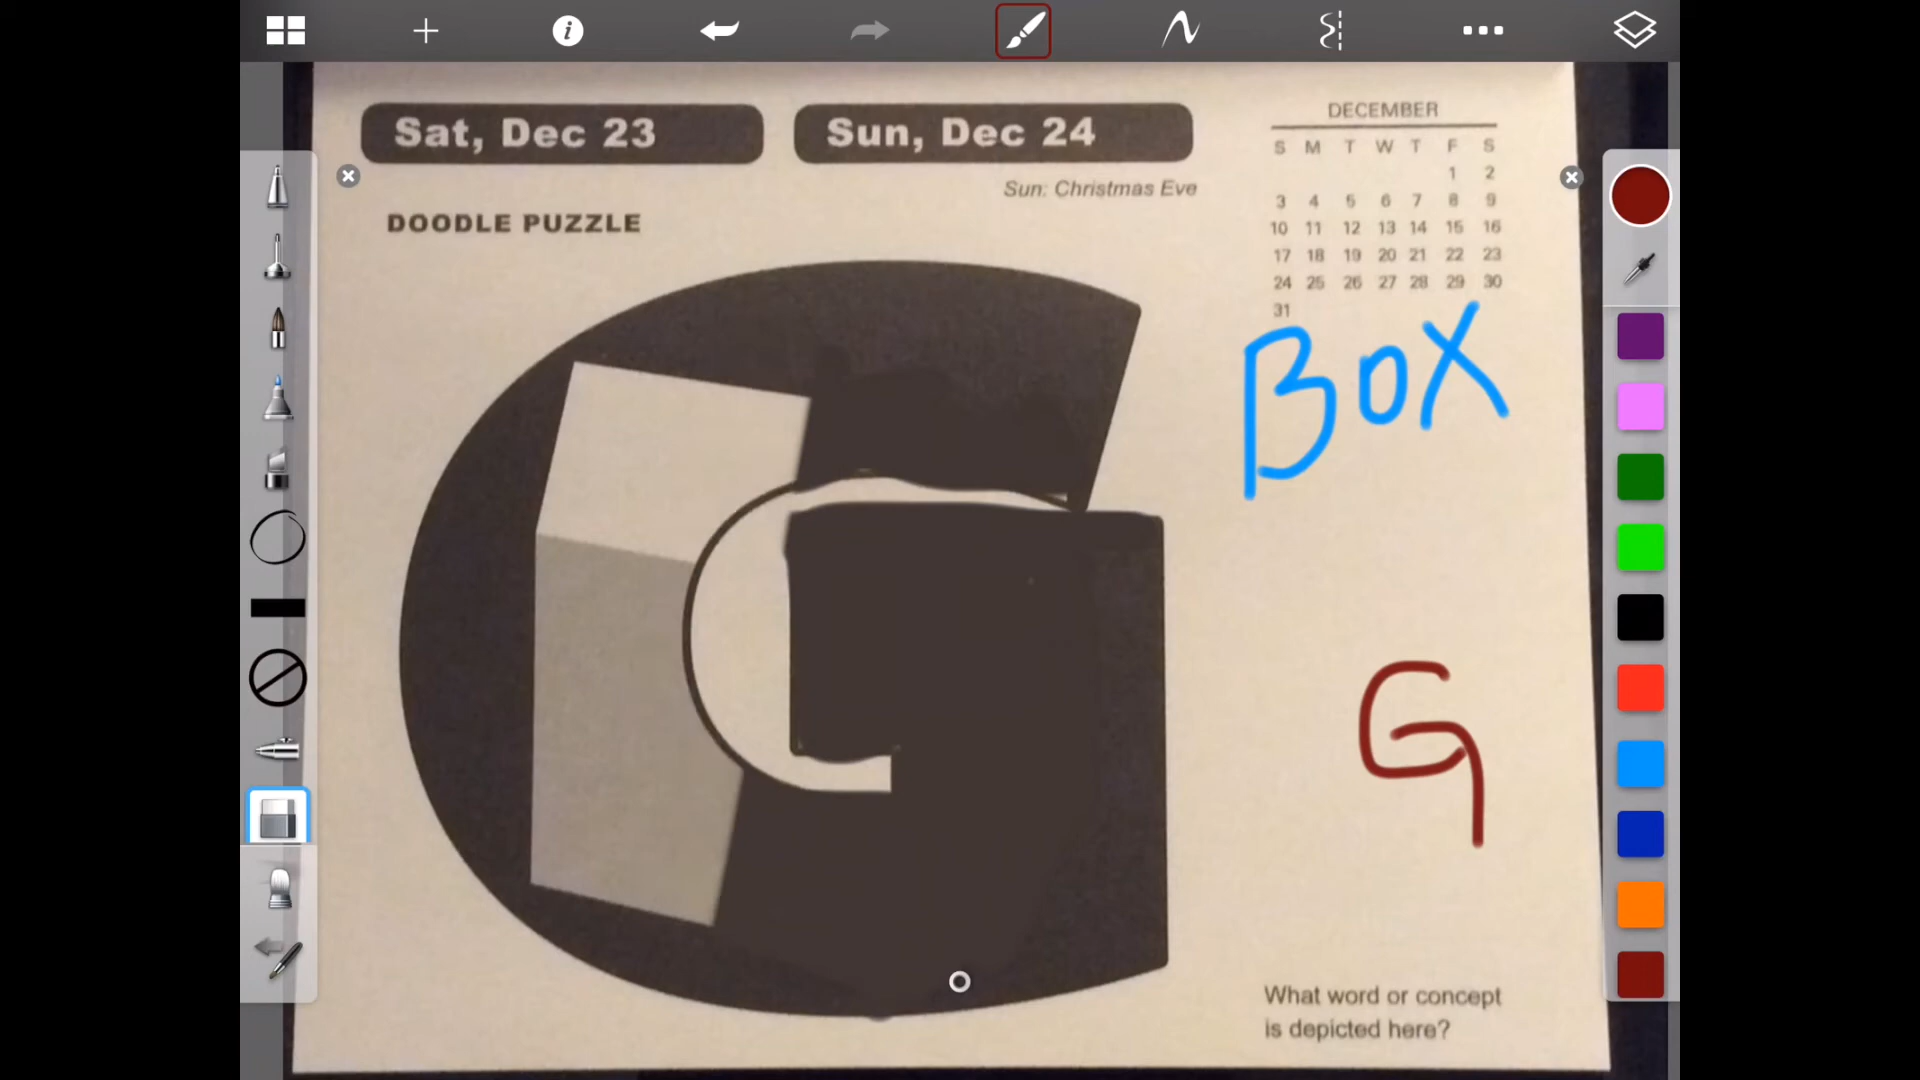 Sat, Dec 23
Sun, Dec 24
Sun: Christmas Eve
DOODLE PUZZLE
DECEMBER
S M T W T F S
1 2
3 4 5 6 7 8 9
10 11 12 13 14 15 16
17 18 19 20 21 22 23
24 25 26 27 28 29 30
31
BOX
G
G
What word or concept
is depicted here?